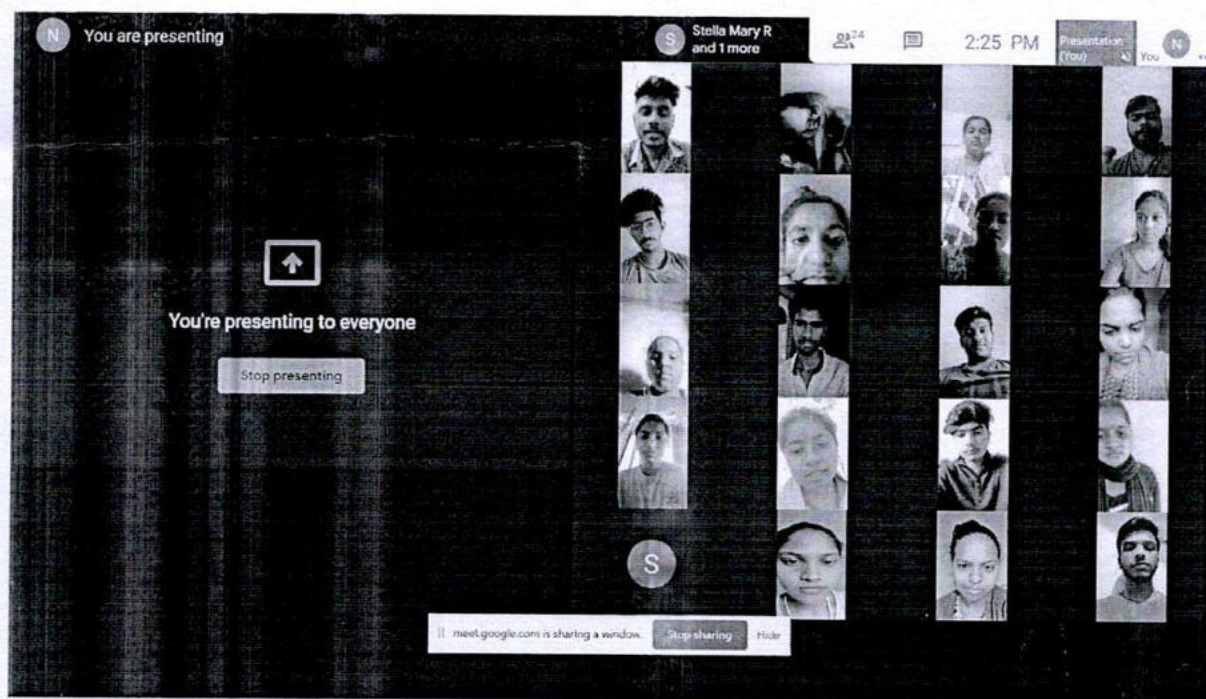 N You are presenting
S Stella Mary R
and 1 more
24
2:25 PM
Presentation
(You)
You N
You're presenting to everyone
Stop presenting
S
meet.google.com is sharing a window.
Stop sharing
Hide